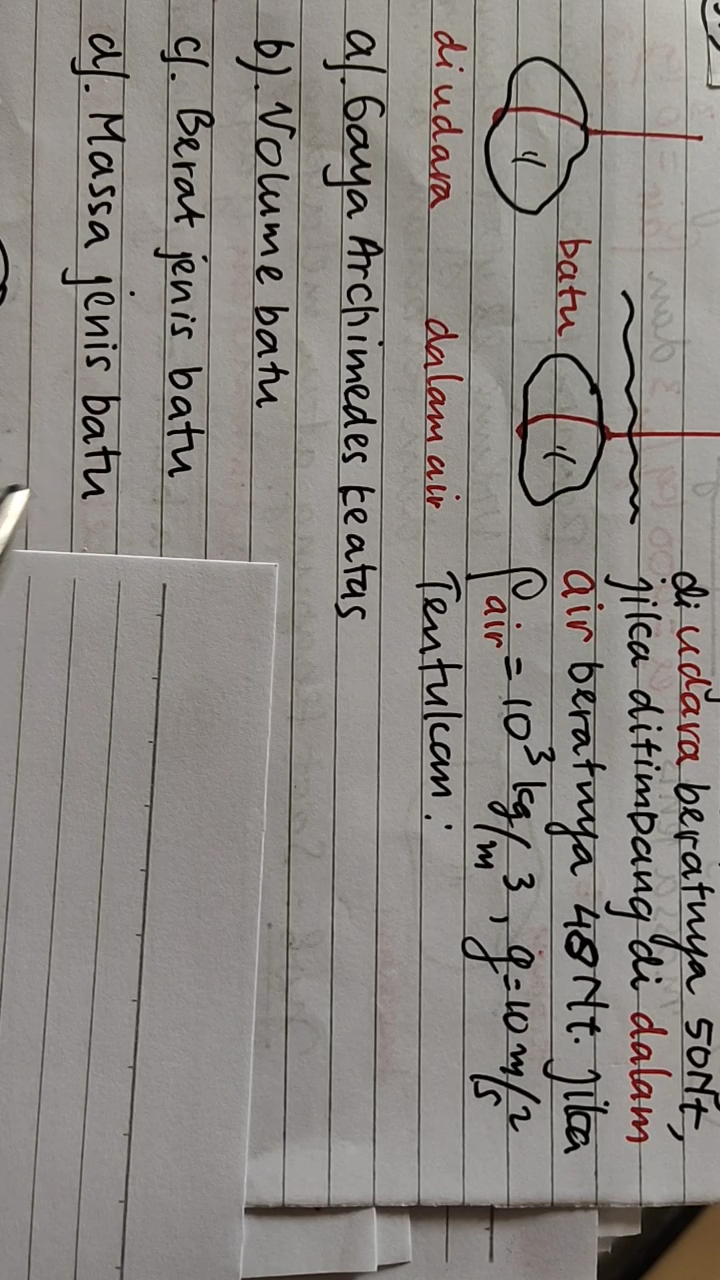 di udara beratnya 50Nt,
jika ditimbang di dalam
air beratnya 48Nt. jika
ρair = 10³ kg/m3, g=10 m/s2
batu
di udara dalam air Tentukan:
a). Gaya Archimedes keatas
b). Volume batu
c). Berat jenis batu
d). Massa jenis batu